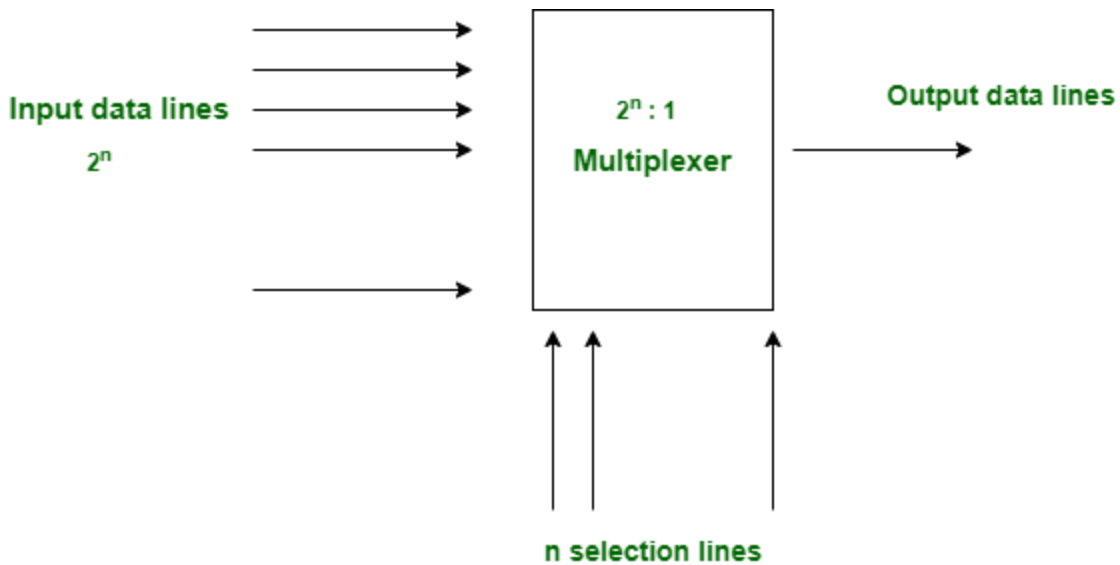 Input data lines
2ⁿ
2ⁿ : 1
Multiplexer
Output data lines
n selection lines